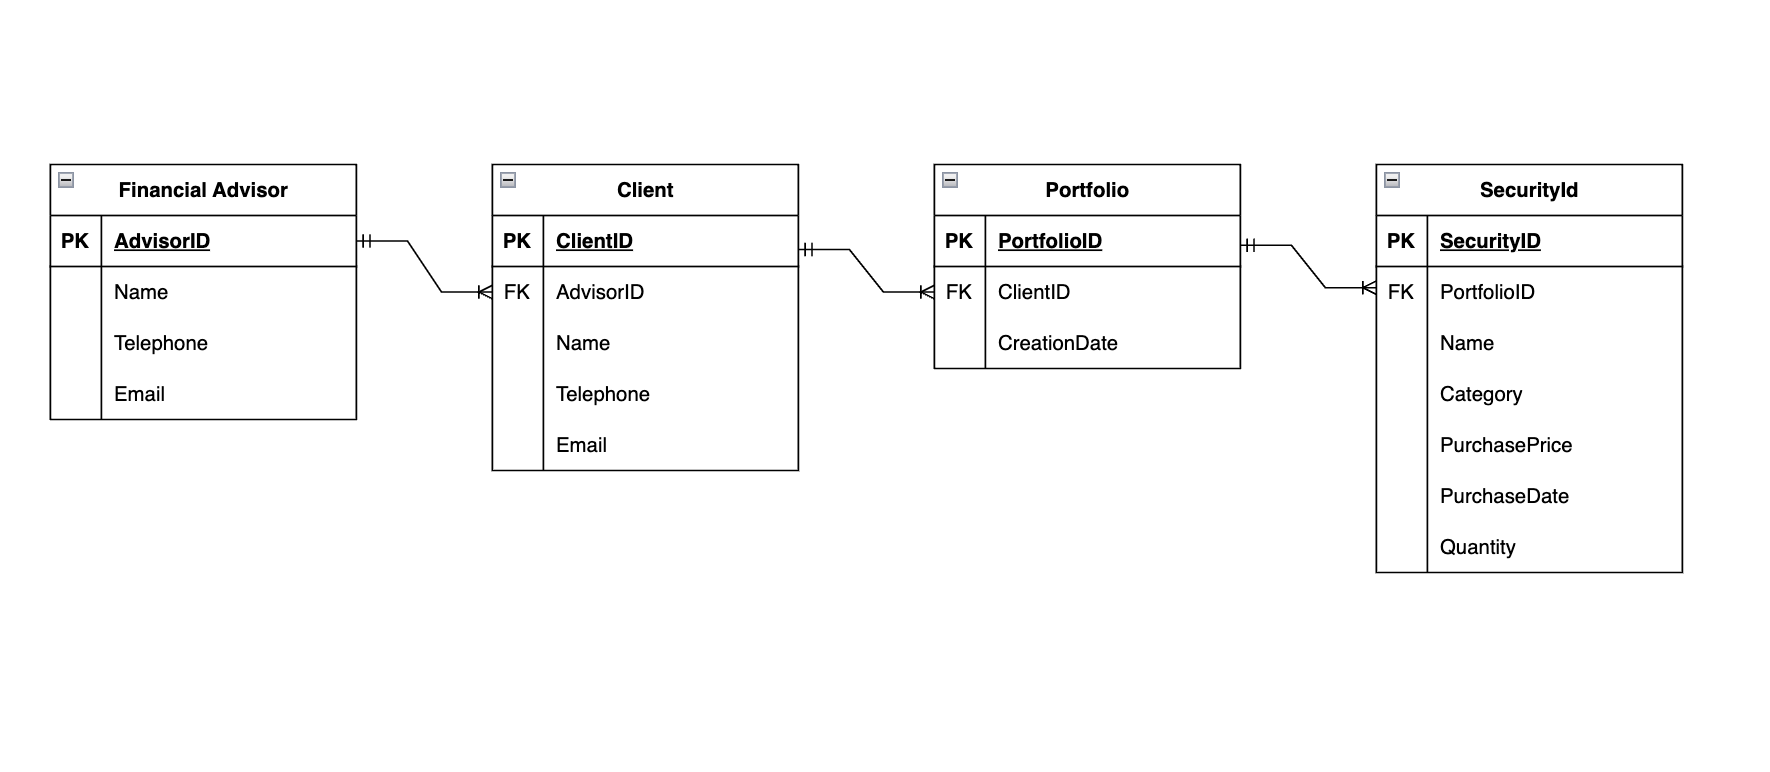 Financial Advisor
PK AdvisorID
Name
Telephone
Email
Client
PK ClientID
FK AdvisorID
Name
Telephone
Email
Portfolio
PK PortfolioID
FK ClientID
CreationDate
SecurityId
PK SecurityID
FK PortfolioID
Name
Category
PurchasePrice
PurchaseDate
Quantity